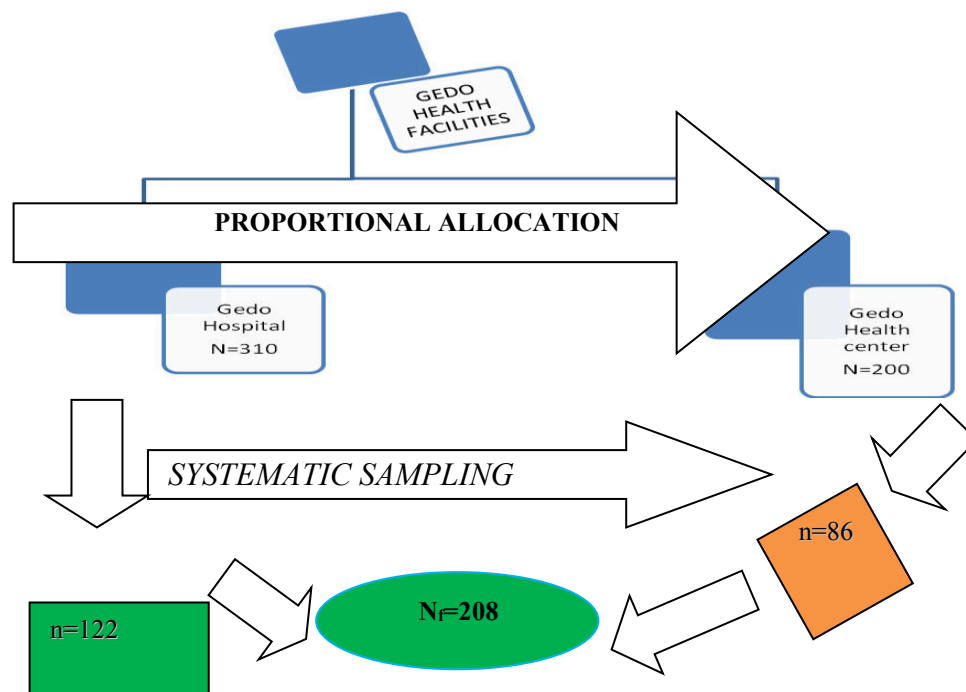 GEDO
HEALTH
FACILITIES
PROPORTIONAL ALLOCATION
Gedo
Hospital
N=310
Gedo
Health
center
N=200
SYSTEMATIC SAMPLING
n=86
Nf=208
n=122